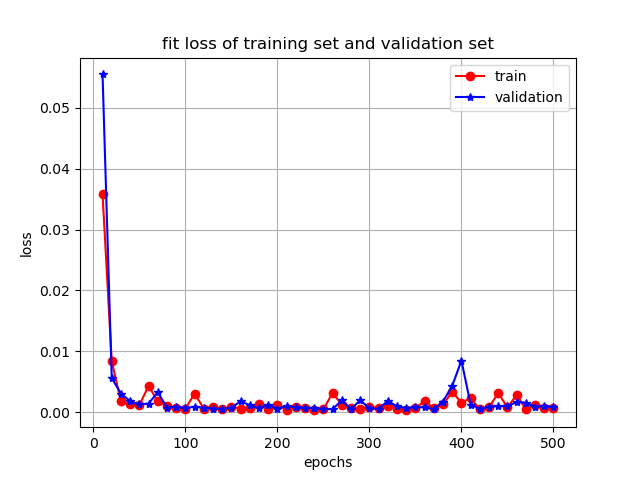 fit loss of training set and validation set
train
validation
0.05
0.04
0.03
0.02
0.01
0.00
loss
0 100 200 300 400 500
epochs